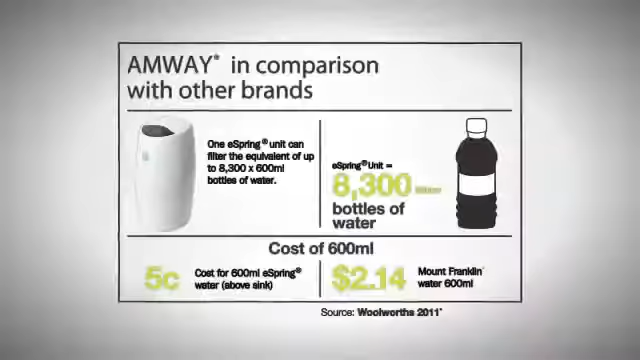 AMWAY* in comparison
with other brands
One eSpring® unit can
filter the equivalent of up
to 8,300 x 600ml
bottles of water.
eSpring® Unit =
8,300
bottles of
water
Cost of 600ml
5c
Cost for 600ml eSpring®
water (above sink)
$2.14
Mount Franklin*
water 600ml
Source: Woolworths 2011*